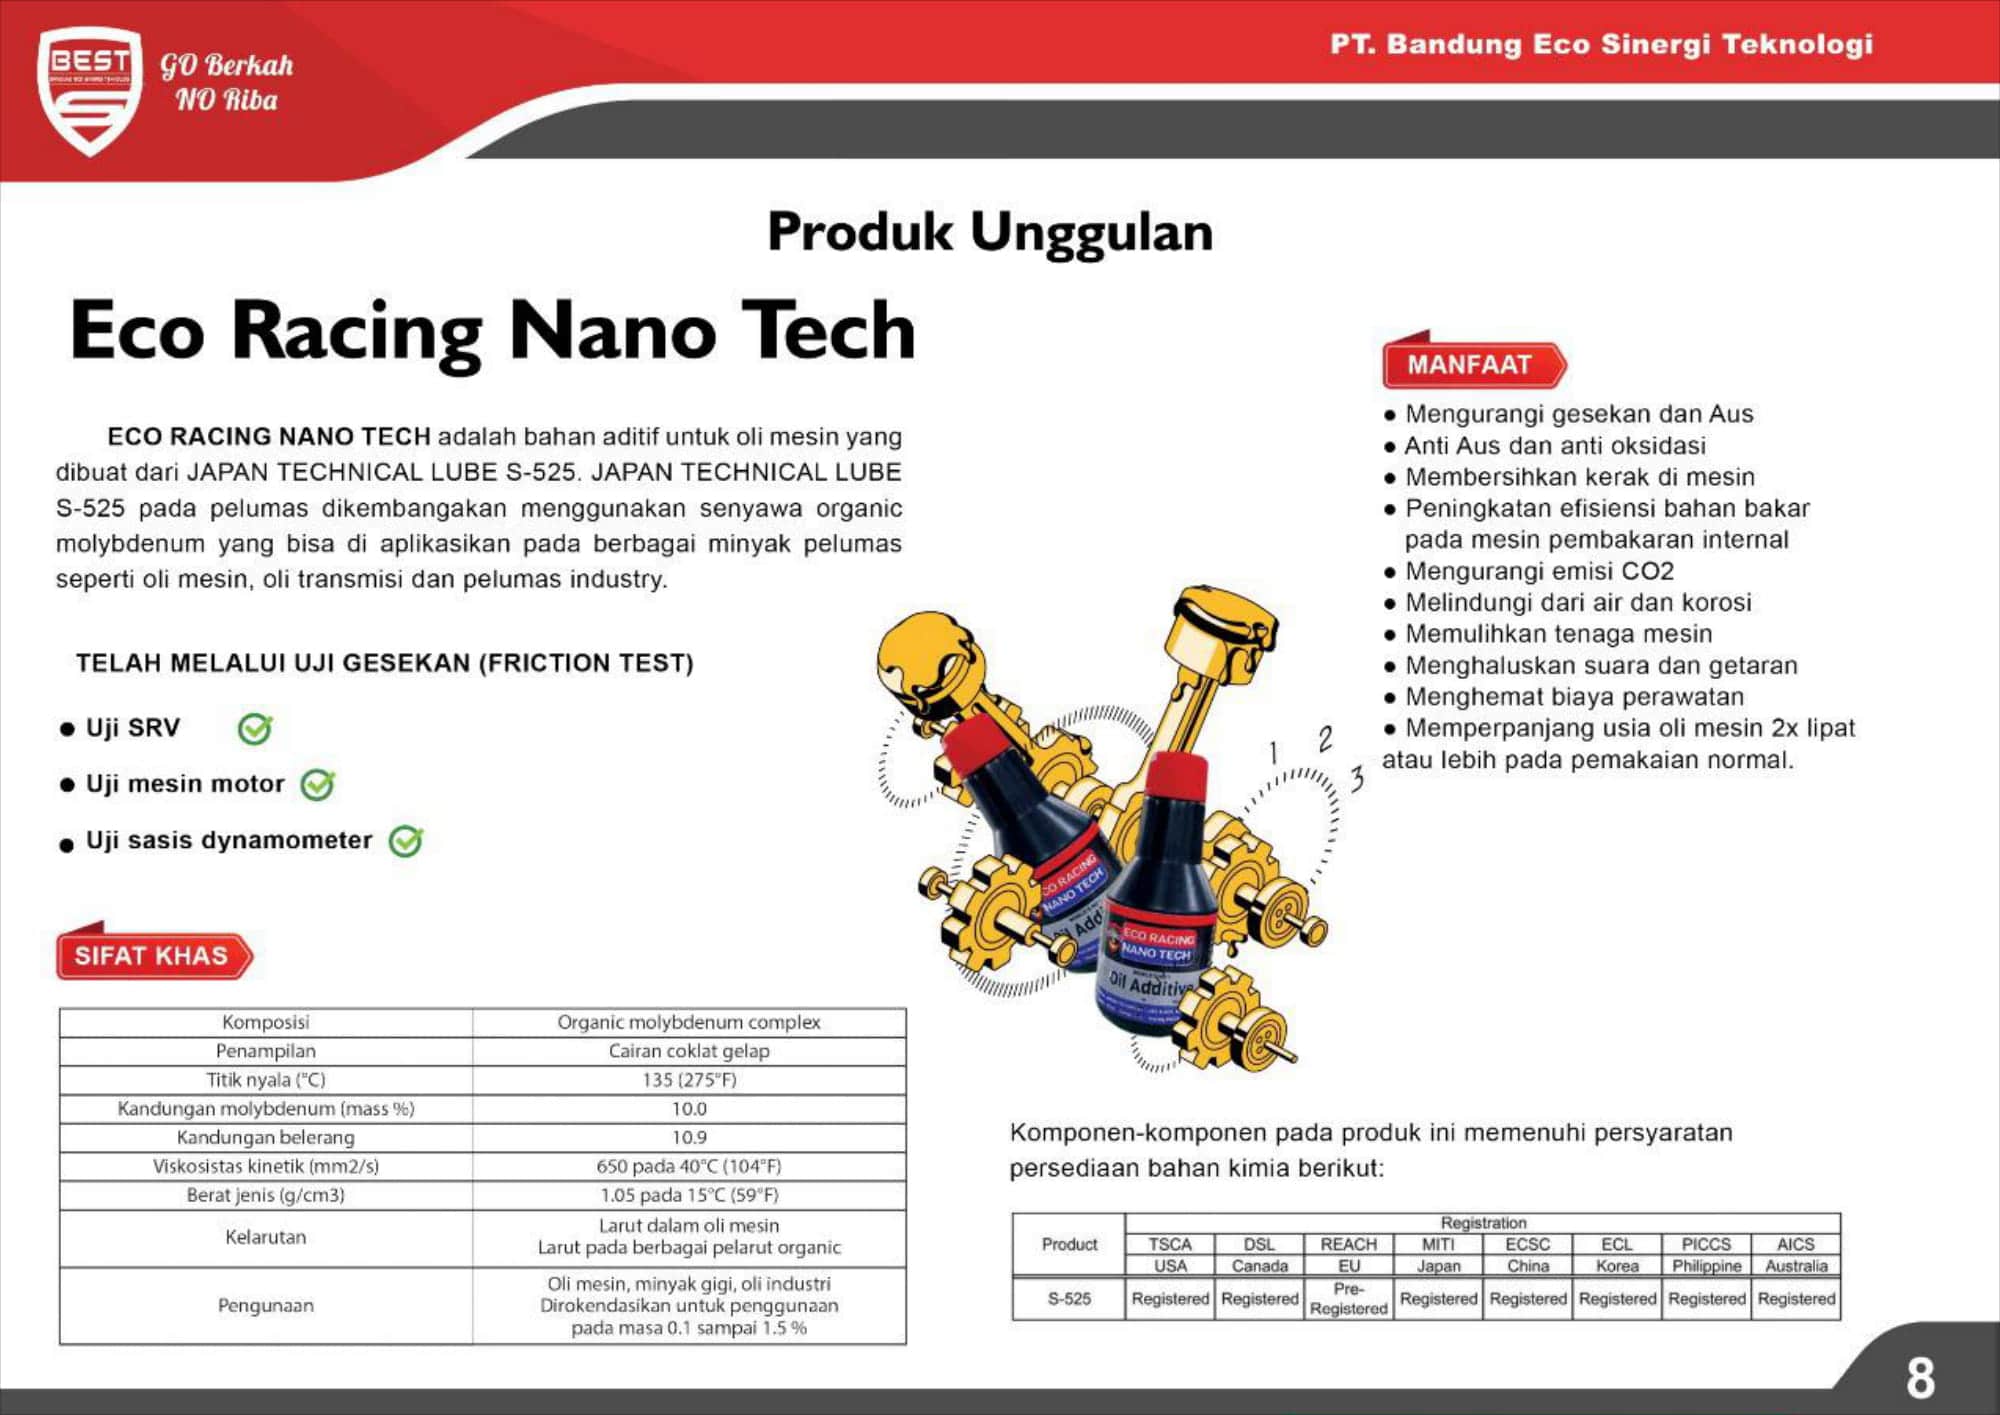 BEST
GO Berkah
NO Riba
PT. Bandung Eco Sinergi Teknologi
Produk Unggulan
Eco Racing Nano Tech
ECO RACING NANO TECH adalah bahan aditif untuk oli mesin yang
dibuat dari JAPAN TECHNICAL LUBE S-525. JAPAN TECHNICAL LUBE
S-525 pada pelumas dikembangakan menggunakan senyawa organic
molybdenum yang bisa di aplikasikan pada berbagai minyak pelumas
seperti oli mesin, oli transmisi dan pelumas industry.
TELAH MELALUI UJI GESEKAN (FRICTION TEST)
● Uji SRV
● Uji mesin motor
● Uji sasis dynamometer
SIFAT KHAS
Komposisi Organic molybdenum complex
Penampilan Cairan coklat gelap
Titik nyala (°C) 135 (275°F)
Kandungan molybdenum (mass %) 10.0
Kandungan belerang 10.9
Viskosistas kinetik (mm2/s) 650 pada 40°C (104°F)
Berat jenis (g/cm3) 1.05 pada 15°C (59°F)
Kelarutan Larut dalam oli mesin
Larut pada berbagai pelarut organic
Pengunaan Oli mesin, minyak gigi, oli industri
Dirokendasikan untuk penggunaan
pada masa 0.1 sampai 1.5 %
MANFAAT
● Mengurangi gesekan dan Aus
● Anti Aus dan anti oksidasi
● Membersihkan kerak di mesin
● Peningkatan efisiensi bahan bakar
pada mesin pembakaran internal
● Mengurangi emisi CO2
● Melindungi dari air dan korosi
● Memulihkan tenaga mesin
● Menghaluskan suara dan getaran
● Menghemat biaya perawatan
● Memperpanjang usia oli mesin 2x lipat
atau lebih pada pemakaian normal.
1 2 3
CO RACING
NANO TECH
Oil Addi
ECO RACING
NANO TECH
Oil Additive
Komponen-komponen pada produk ini memenuhi persyaratan
persediaan bahan kimia berikut:
Product Registration
TSCA DSL REACH MITI ECSC ECL PICCS AICS
USA Canada EU Japan China Korea Philippine Australia
S-525 Registered Registered Pre-Registered Registered Registered Registered Registered Registered
8